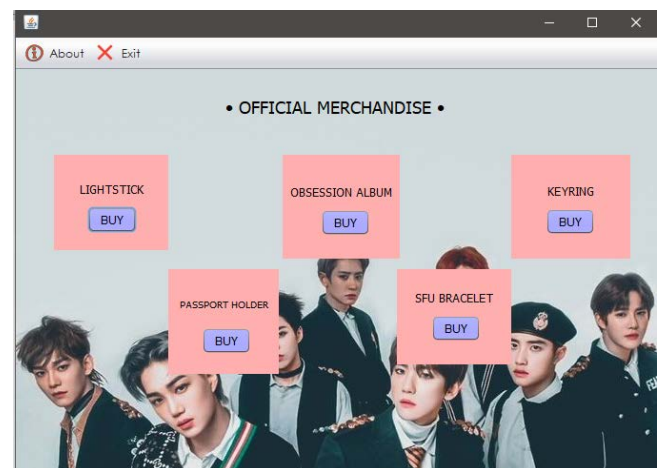 About Exit
• OFFICIAL MERCHANDISE •
LIGHTSTICK
BUY
OBSESSION ALBUM
BUY
KEYRING
BUY
PASSPORT HOLDER
BUY
SFU BRACELET
BUY